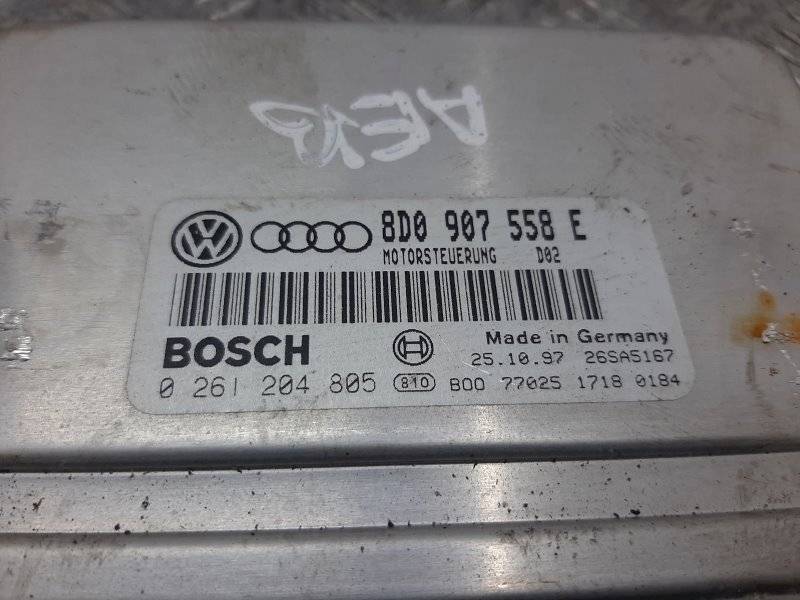 8D0 907 558 E
MOTORSTEUERUNG D02
BOSCH
Made in Germany
25.10.97 26SA5167
0 261 204 805 810 B00 77025 1718 0184